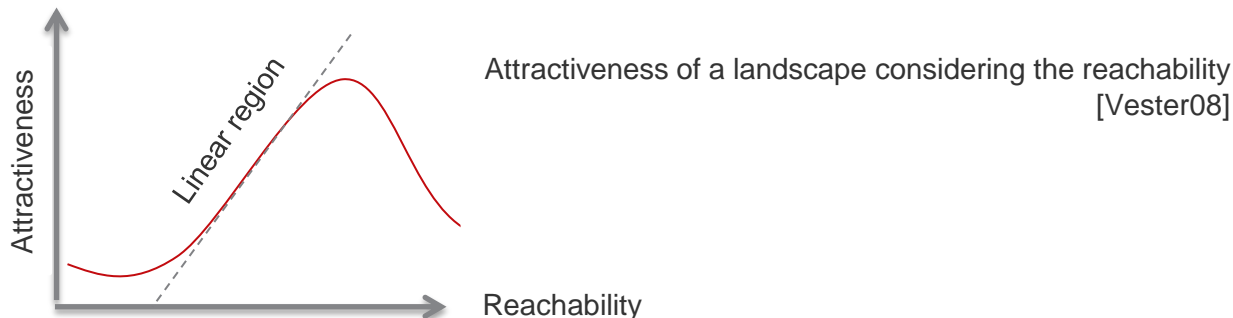 Attractiveness
Linear region
Attractiveness of a landscape considering the reachability
[Vester08]
Reachability